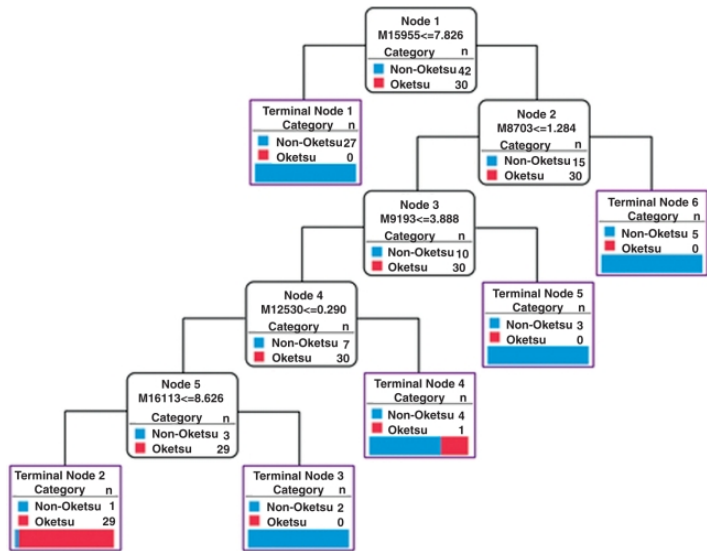 Node 1
M15955<=7.826
Category n
Non-Oketsu 42
Oketsu 30
Terminal Node 1
Category n
Non-Oketsu 27
Oketsu 0
Node 2
M8703<=1.284
Category n
Non-Oketsu 15
Oketsu 30
Node 3
M9193<=3.888
Category n
Non-Oketsu 10
Oketsu 30
Terminal Node 6
Category n
Non-Oketsu 5
Oketsu 0
Node 4
M12530<=0.290
Category n
Non-Oketsu 7
Oketsu 30
Terminal Node 5
Category n
Non-Oketsu 3
Oketsu 0
Node 5
M16113<=8.626
Category n
Non-Oketsu 3
Oketsu 29
Terminal Node 4
Category n
Non-Oketsu 4
Oketsu 1
Terminal Node 2
Category n
Non-Oketsu 1
Oketsu 29
Terminal Node 3
Category n
Non-Oketsu 2
Oketsu 0